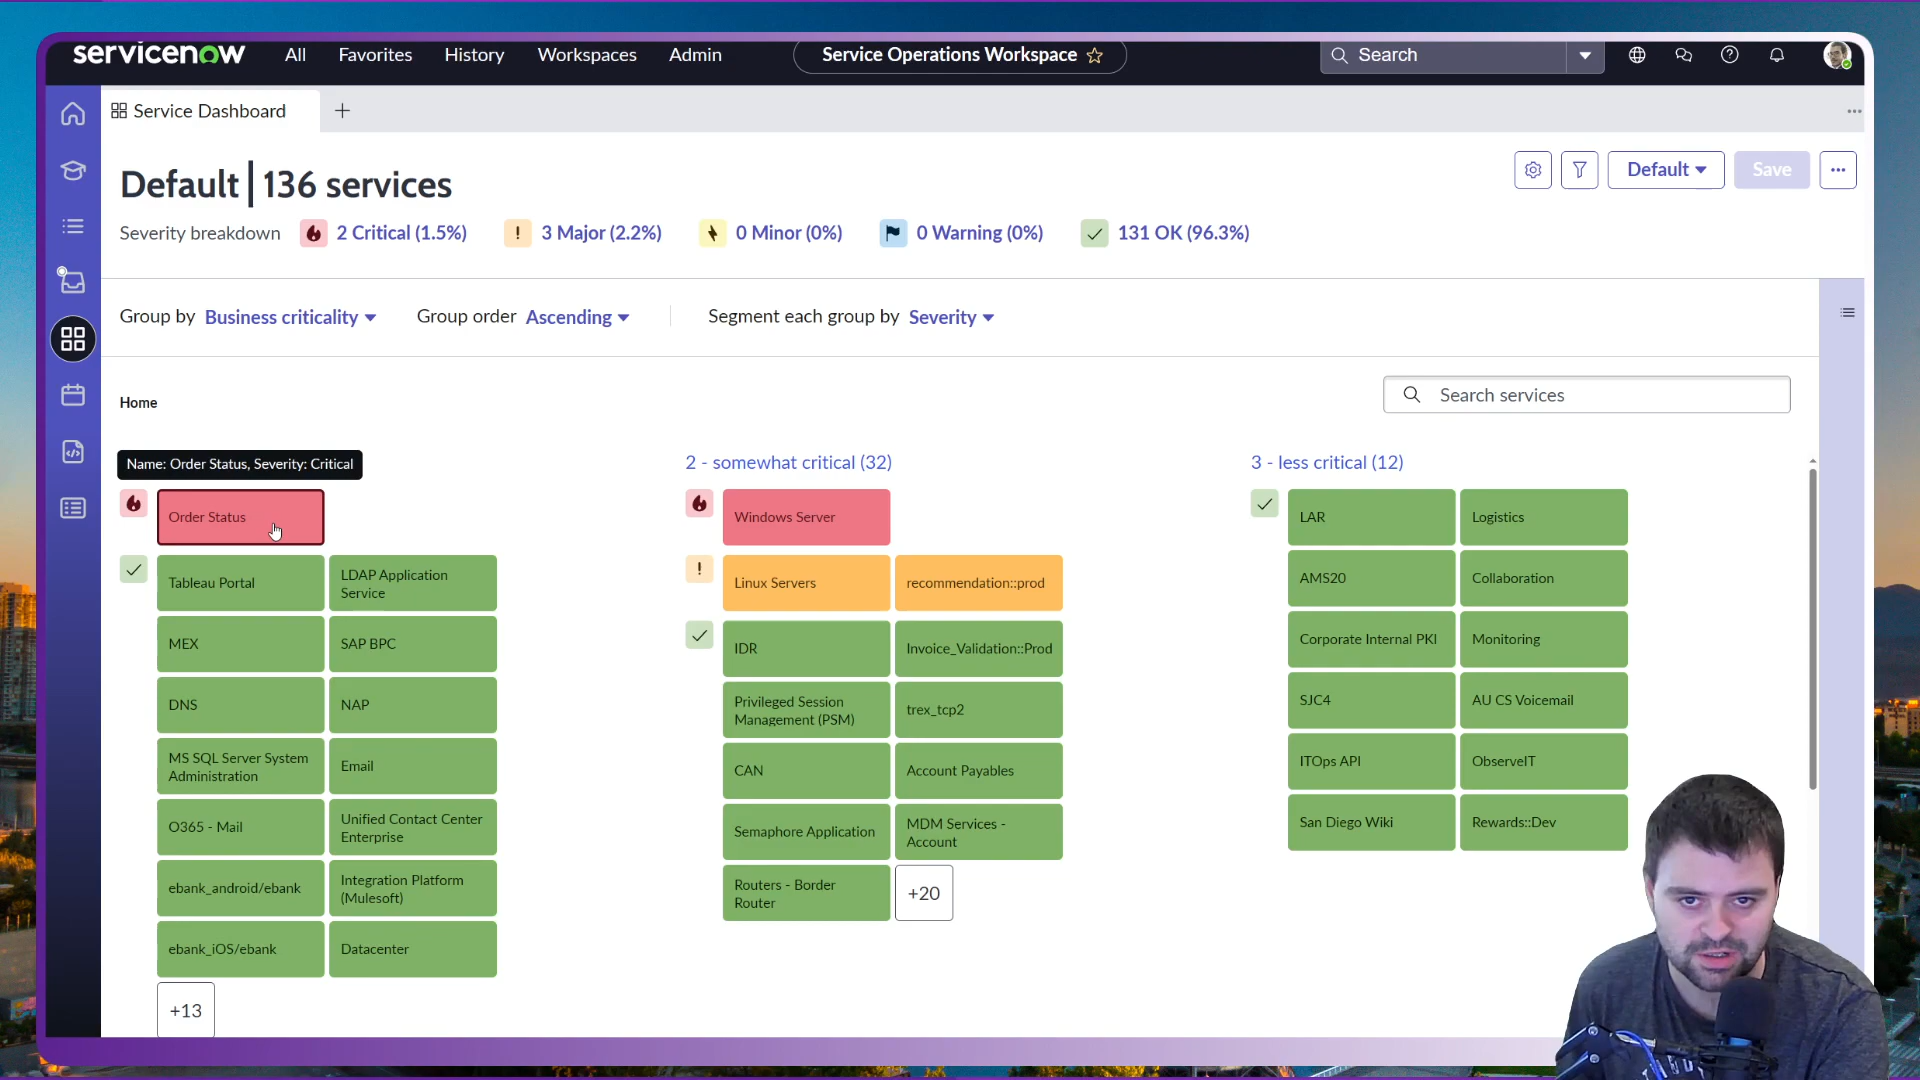 servicenow
All
Favorites
History
Workspaces
Admin
Service Operations Workspace
Search
Service Dashboard
Default | 136 services
Default
Save
Severity breakdown
2 Critical (1.5%)
3 Major (2.2%)
0 Minor (0%)
0 Warning (0%)
131 OK (96.3%)
Group by Business criticality
Group order Ascending
Segment each group by Severity
Home
Search services
Name: Order Status, Severity: Critical
Order Status
Tableau Portal
LDAP Application
Service
MEX
SAP BPC
DNS
NAP
MS SQL Server System
Administration
Email
O365 - Mail
Unified Contact Center
Enterprise
ebank_android/ebank
Integration Platform
(Mulesoft)
ebank_iOS/ebank
Datacenter
+13
2 - somewhat critical (32)
Windows Server
Linux Servers
recommendation::prod
IDR
Invoice_Validation::Prod
Privileged Session
Management (PSM)
trex_tcp2
CAN
Account Payables
Semaphore Application
MDM Services -
Account
Routers - Border
Router
+20
3 - less critical (12)
LAR
Logistics
AMS20
Collaboration
Corporate Internal PKI
Monitoring
SJC4
AU CS Voicemail
ITOps API
ObserveIT
San Diego Wiki
Rewards::Dev